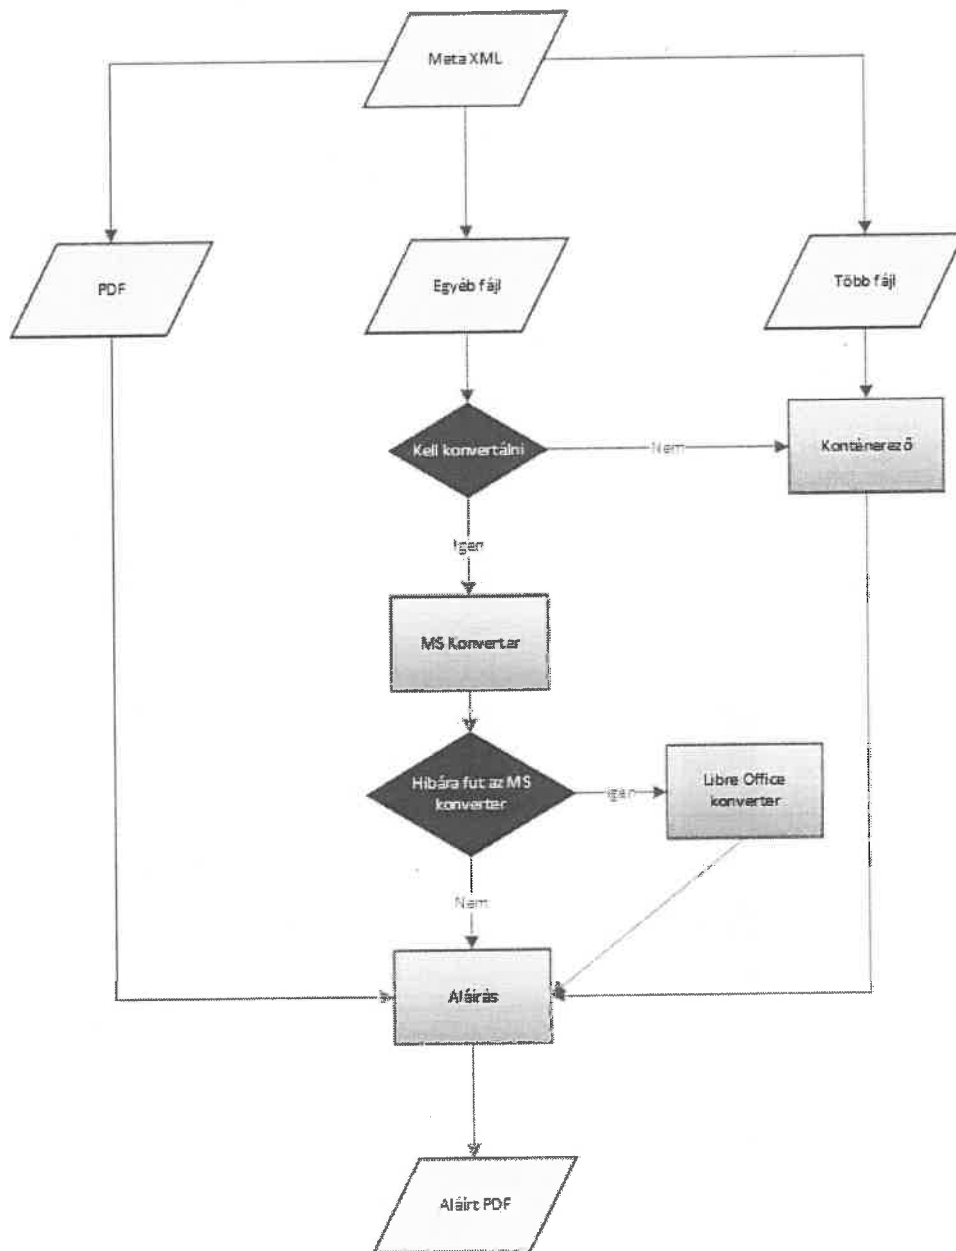 Meta XML
PDF
Egyéb fájl
Több fájl
Kell konvertálni
Nem
Konténerező
Igen
MS Konverter
Hibára fut az MS
konverter
Igen
Libre Office
konverter
Nem
Aláírás
Aláírt PDF